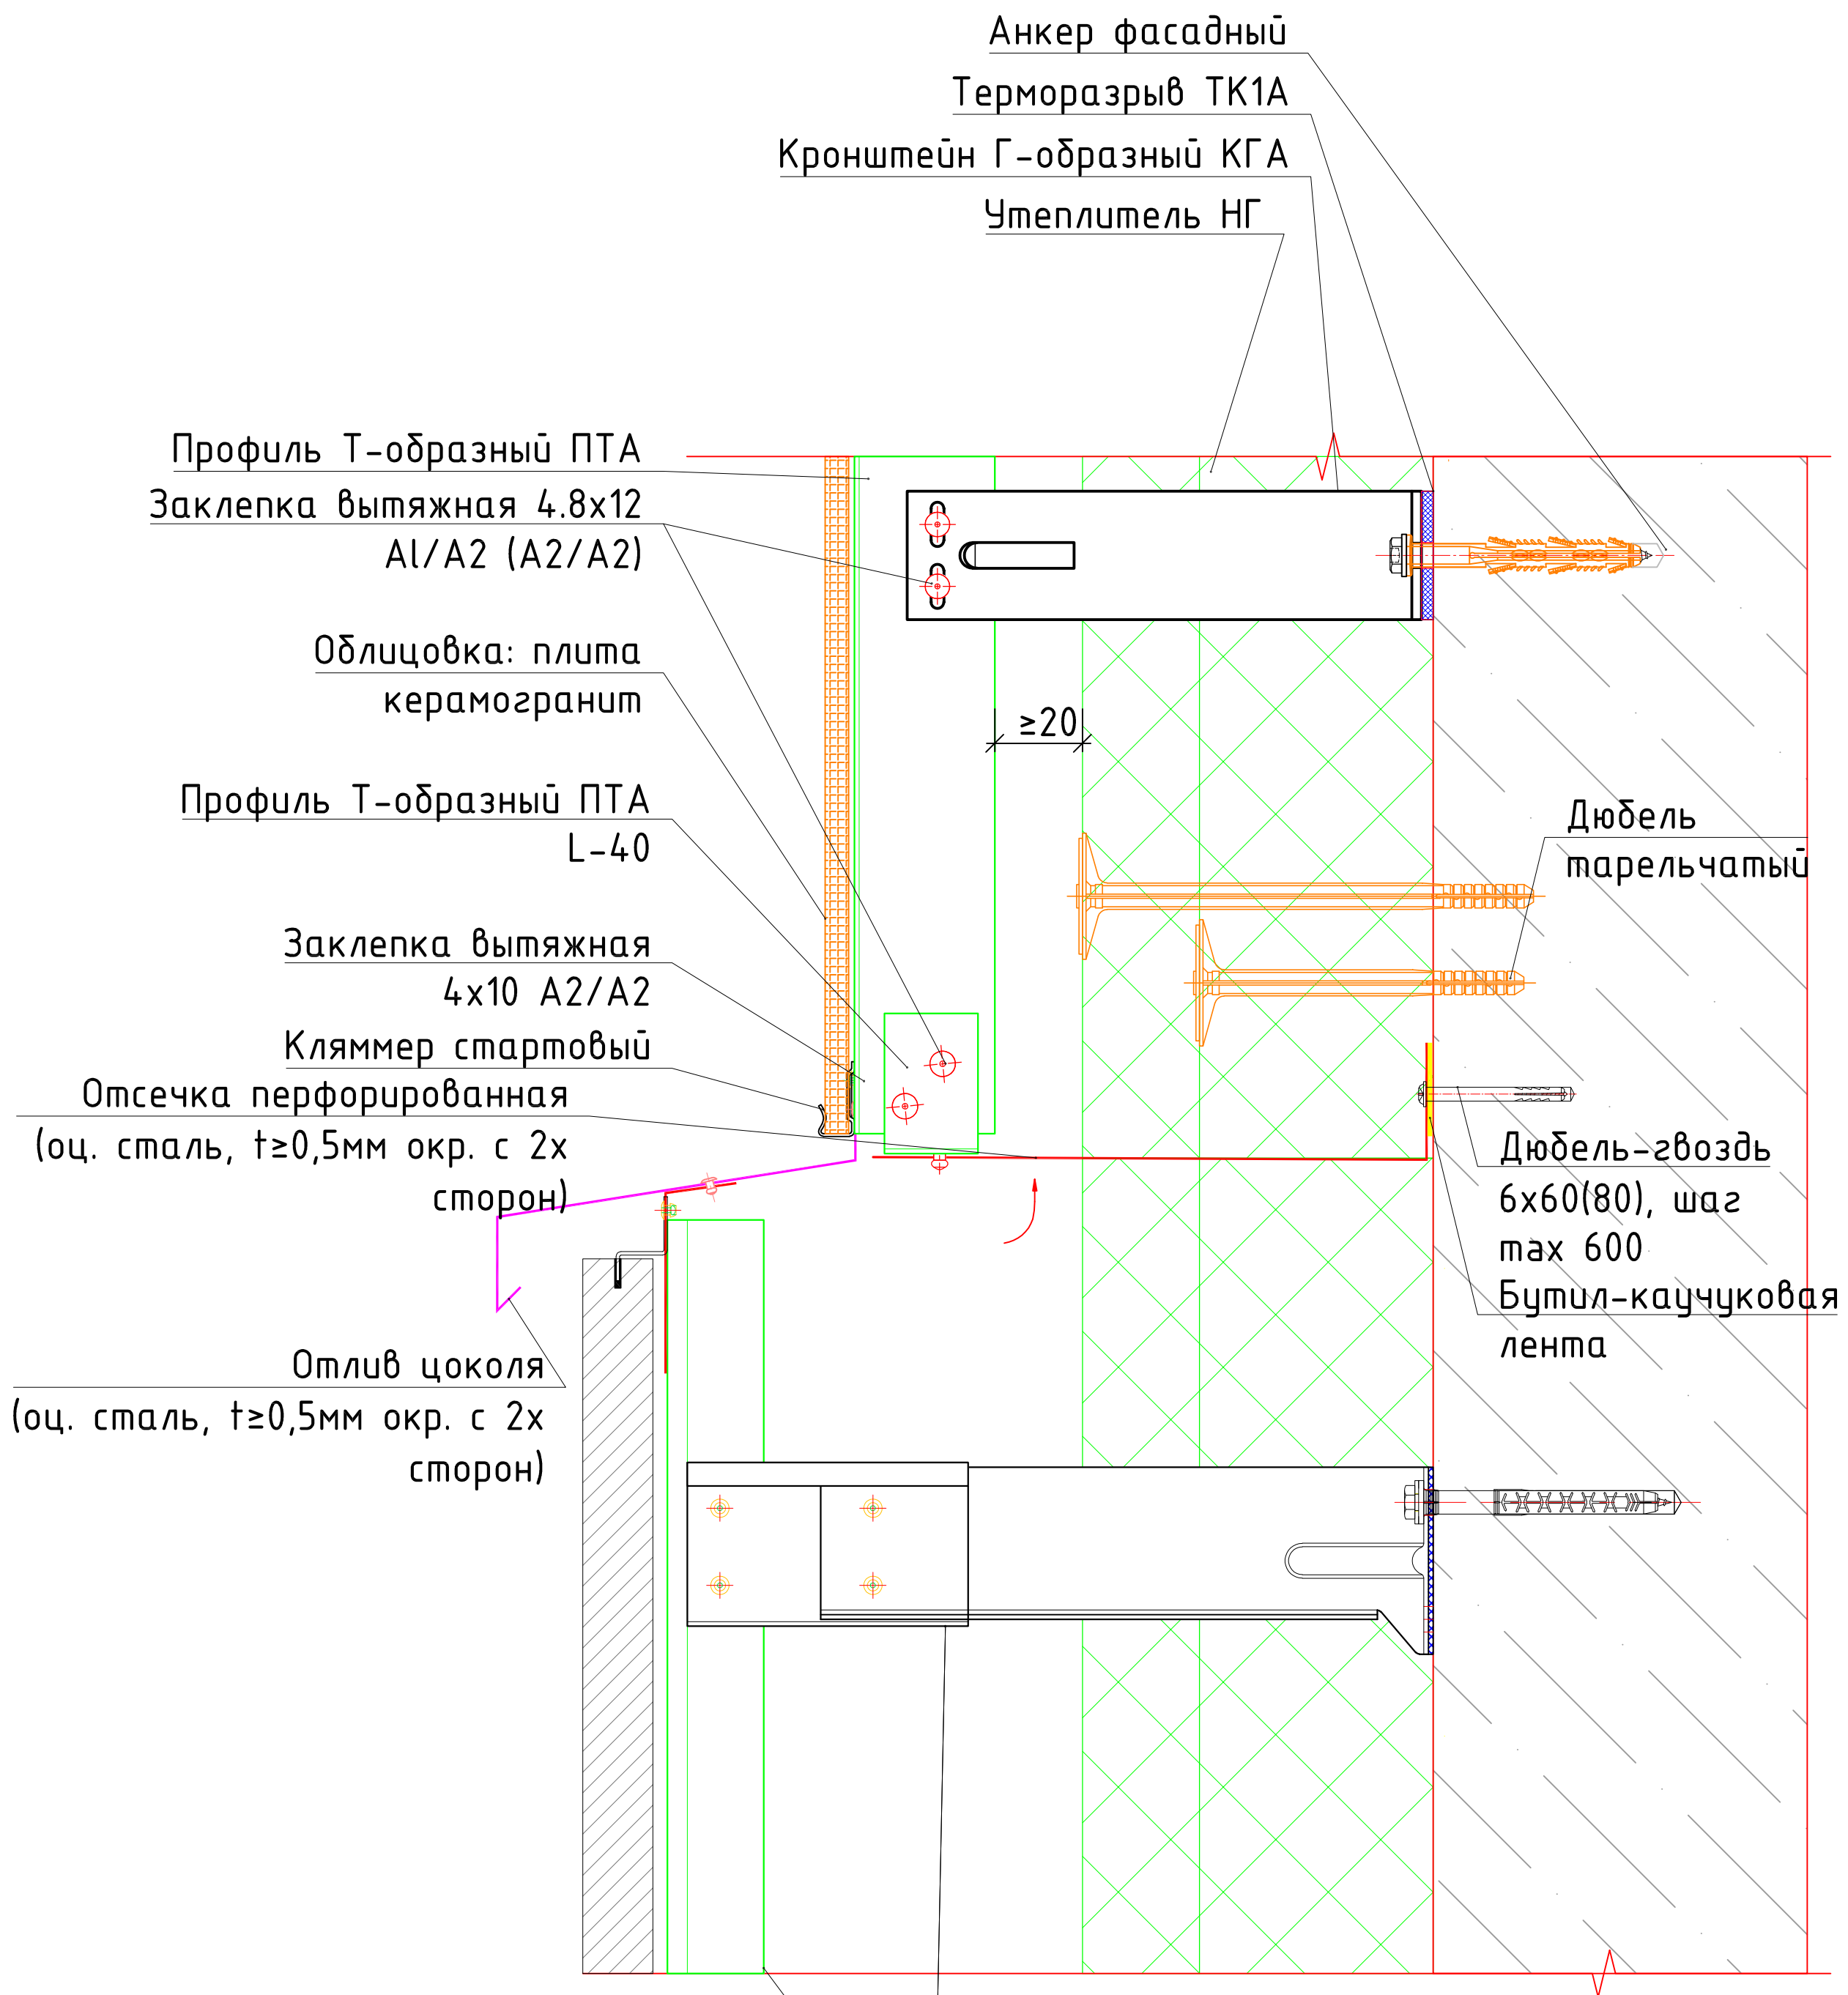 Анкер фасадный
Терморазрыв ТК1А
Кронштейн Г-образный КГА
Утеплитель НГ
Профиль Т-образный ПТА
Заклепка вытяжная 4.8х12
Al/A2 (A2/A2)
Облицовка: плита
керамогранит
≥20
Профиль Т-образный ПТА
L-40
Дюбель
тарельчатый
Заклепка вытяжная
4х10 А2/А2
Кляммер стартовый
Отсечка перфорированная
(оц. сталь, t≥0,5мм окр. с 2х
сторон)
Дюбель-гвоздь
6х60(80), шаг
max 600
Бутил-каучуковая
лента
Отлив цоколя
(оц. сталь, t≥0,5мм окр. с 2х
сторон)